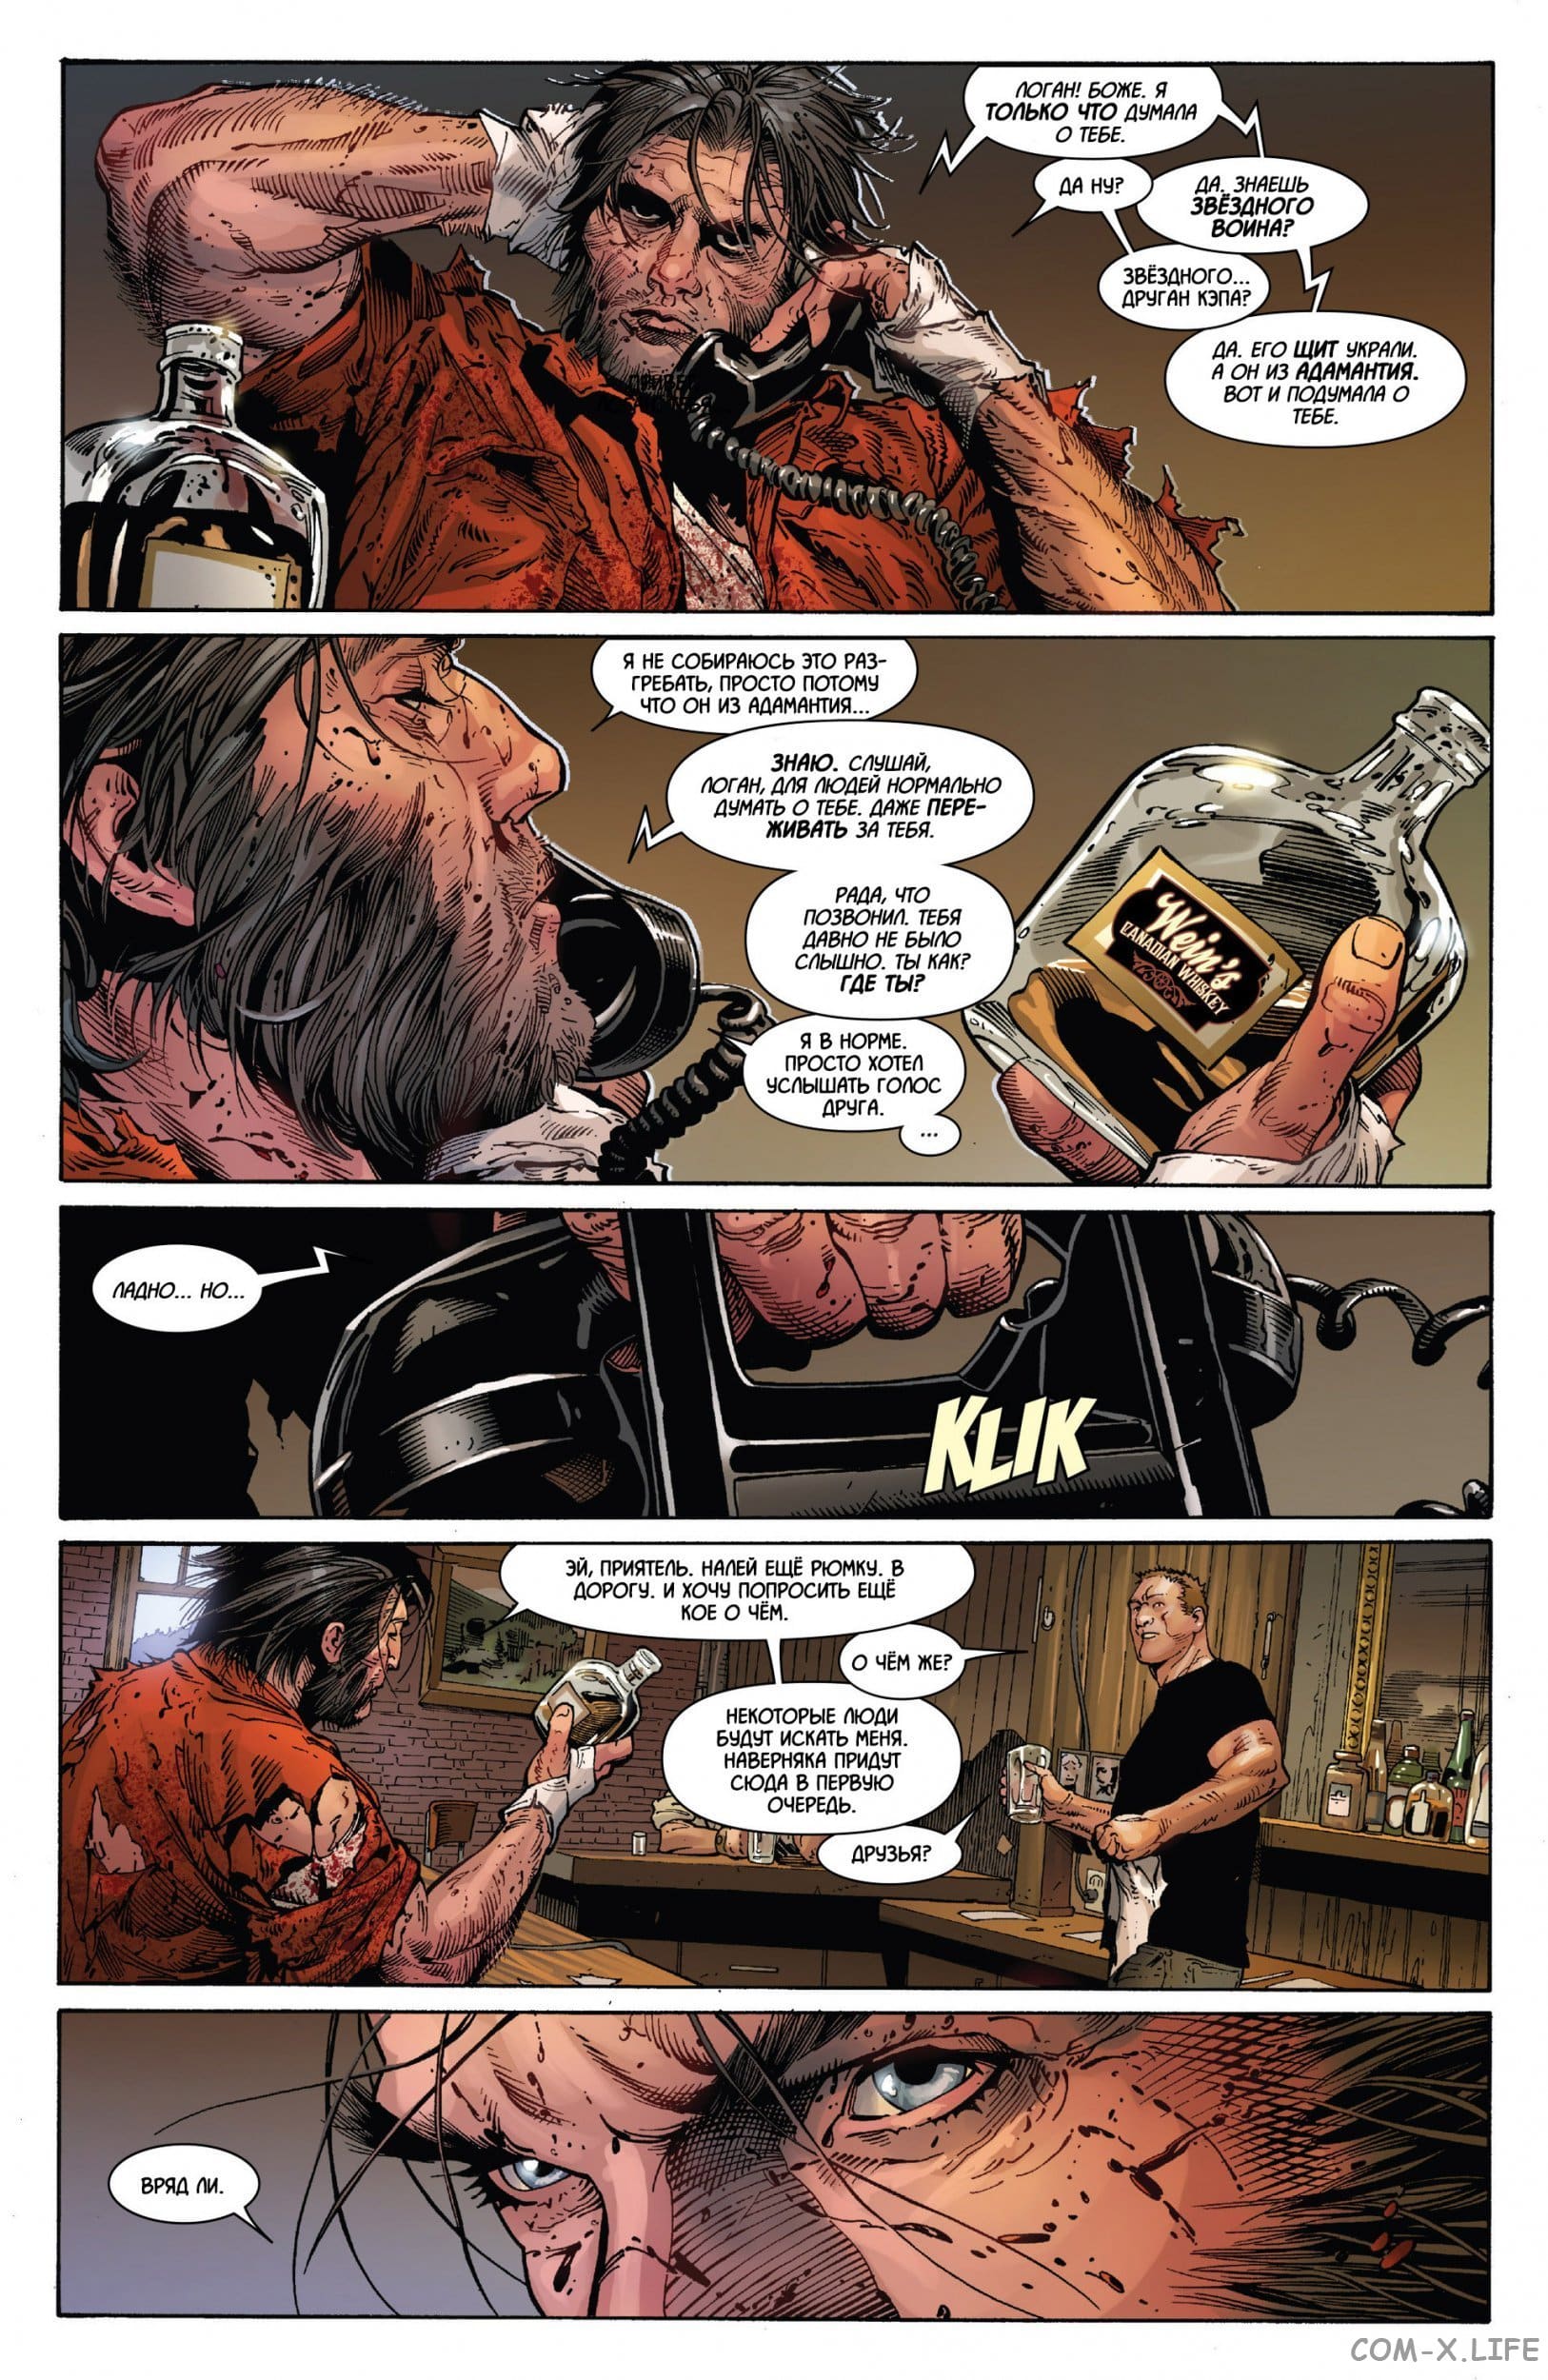 ЛОГАН! БОЖЕ. Я
ТОЛЬКО ЧТО ДУМАЛА
О ТЕБЕ.
ДА НУ?
ДА. ЗНАЕШЬ
ЗВЁЗДНОГО
ВОИНА?
ЗВЁЗДНОГО...
ДРУГАН КЭПА?
ДА. ЕГО ЩИТ УКРАЛИ.
А ОН ИЗ АДАМАНТИЯ.
ВОТ И ПОДУМАЛА О
ТЕБЕ.
Я НЕ СОБИРАЮСЬ ЭТО РАЗ-
ГРЕБАТЬ, ПРОСТО ПОТОМУ
ЧТО ОН ИЗ АДАМАНТИЯ...
ЗНАЮ. СЛУШАЙ,
ЛОГАН, ДЛЯ ЛЮДЕЙ НОРМАЛЬНО
ДУМАТЬ О ТЕБЕ. ДАЖЕ ПЕРЕ-
ЖИВАТЬ ЗА ТЕБЯ.
РАДА, ЧТО
ПОЗВОНИЛ. ТЕБЯ
ДАВНО НЕ БЫЛО
СЛЫШНО. ТЫ КАК?
ГДЕ ТЫ?
Wein's
CANADIAN WHISKEY
Я В НОРМЕ.
ПРОСТО ХОТЕЛ
УСЛЫШАТЬ ГОЛОС
ДРУГА.
...
ЛАДНО... НО...
KLIK
ЭЙ, ПРИЯТЕЛЬ. НАЛЕЙ ЕЩЁ РЮМКУ. В
ДОРОГУ. И ХОЧУ ПОПРОСИТЬ ЕЩЁ
КОЕ О ЧЁМ.
О ЧЁМ ЖЕ?
НЕКОТОРЫЕ ЛЮДИ
БУДУТ ИСКАТЬ МЕНЯ.
НАВЕРНЯКА ПРИДУТ
СЮДА В ПЕРВУЮ
ОЧЕРЕДЬ.
ДРУЗЬЯ?
ВРЯД ЛИ.
COM-X.LIFE